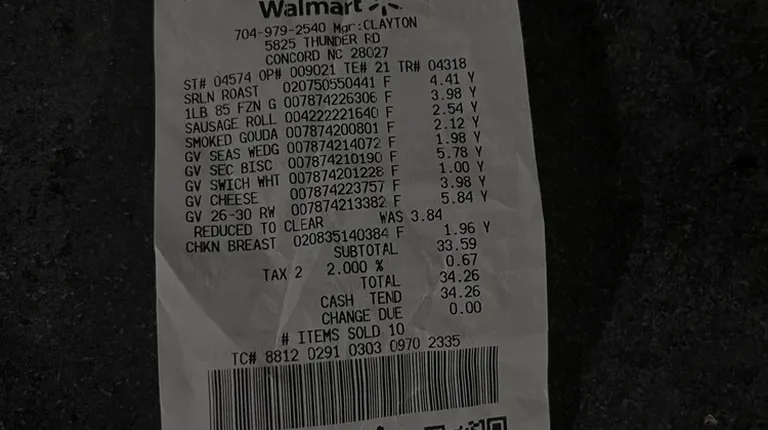 Walmart
704-979-2540 Mgr:CLAYTON
5825 THUNDER RD
CONCORD NC 28027
ST# 04574 OP# 009021 TE# 21 TR# 04318
SRLN ROAST 020750550441 F 4.41 Y
1LB 85 FZN G 007874226306 F 3.98 Y
SAUSAGE ROLL 004222221640 F 2.54 Y
SMOKED GOUDA 007874200801 F 2.12 Y
GV SEAS WEDG 007874214072 F 1.98 Y
GV SEC BISC 007874210190 F 5.78 Y
GV SWICH WHT 007874201228 F 1.00 Y
GV CHEESE 007874223757 F 3.98 Y
GV 26-30 RW 007874213382 F 5.84 Y
REDUCED TO CLEAR WAS 3.84
CHKN BREAST 020835140384 F 1.96 Y
SUBTOTAL 33.59
TAX 2 2.000 % 0.67
TOTAL 34.26
CASH TEND 34.26
CHANGE DUE 0.00
# ITEMS SOLD 10
TC# 8812 0291 0303 0970 2335